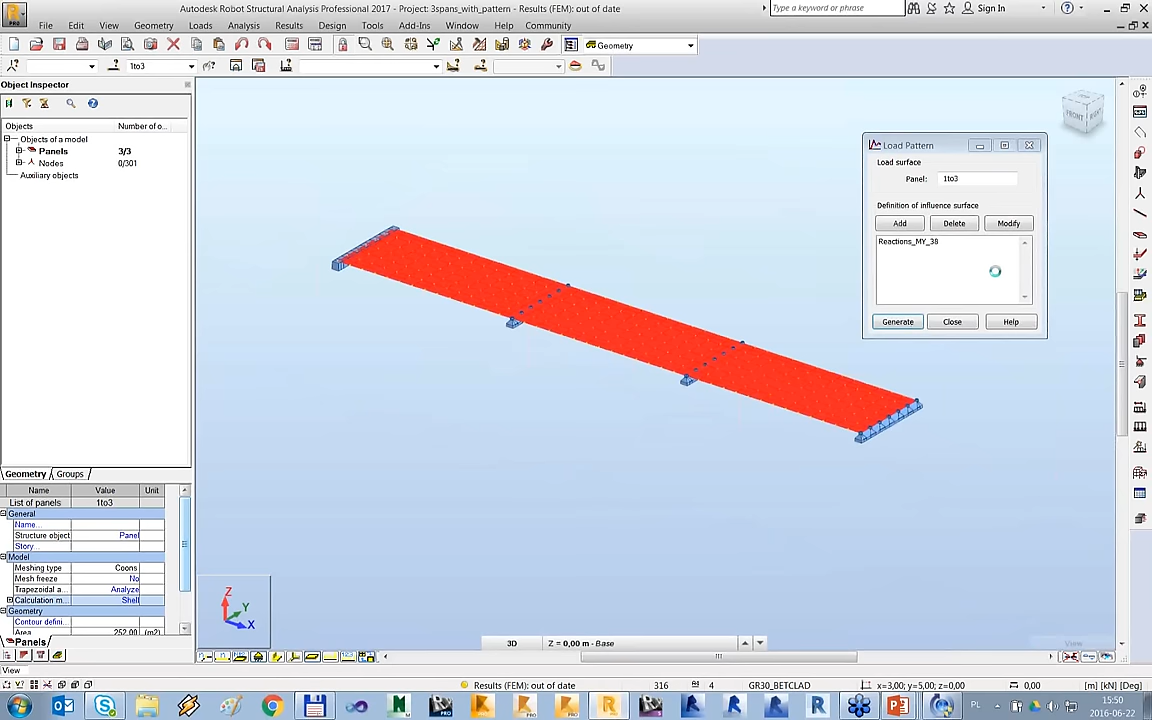 Autodesk Robot Structural Analysis Professional 2017 - Project: 3spans_with_pattern - Results (FEM): out of date
Type a keyword or phrase
Sign In
PRO
File Edit View Geometry Loads Analysis Results Design Tools Add-Ins Window Help Community
Geometry
1to3
Object Inspector
Objects Number of o...
Objects of a model
Panels 3/3
Nodes 0/301
Auxiliary objects
Geometry Groups
Name Value Unit
List of panels 1to3
General
Name...
Structure object Panel
Story...
Model
Meshing type Coons
Mesh freeze No
Trapezoidal a... Analyze
Calculation m... Shell
Geometry
Contour defini...
Area 252,00 (m2)
Panels
FRONT RIGHT
Load Pattern
Load surface
Panel: 1to3
Definition of influence surface
Add Delete Modify
Reactions_MY_38
Generate Close Help
Z Y X
3D Z = 0,00 m - Base
View
View
Results (FEM): out of date 316 4 GR30_BETCLAD x=3,00; y=5,00; z=0,00 0,00 [m] [kN] [Deg]
PL 15:50
2016-06-22